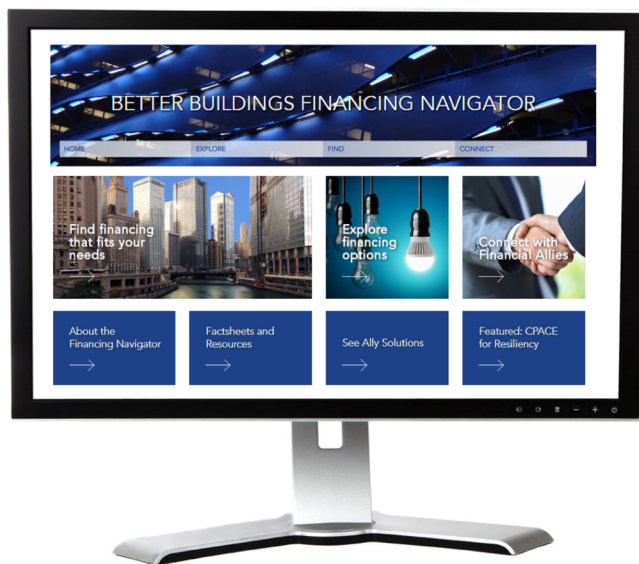 BETTER BUILDINGS FINANCING NAVIGATOR
HOME
EXPLORE
FIND
CONNECT
Find financing
that fits your
needs
Explore
financing
options
Connect with
Financial Allies
About the
Financing Navigator
Factsheets and
Resources
See Ally Solutions
Featured: CPACE
for Resiliency